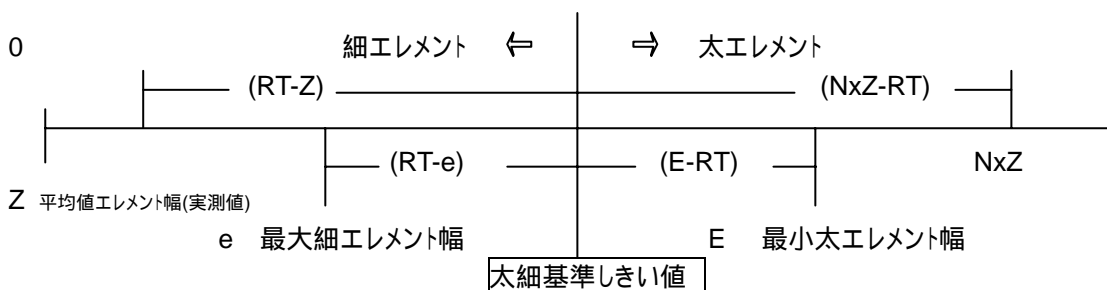 0 細エレメント ⇐ ⇒ 太エレメント
(RT-Z) (NxZ-RT)
(RT-e) (E-RT) NxZ
Z 平均値エレメント幅(実測値)
e 最大細エレメント幅 E 最小太エレメント幅
太細基準しきい値